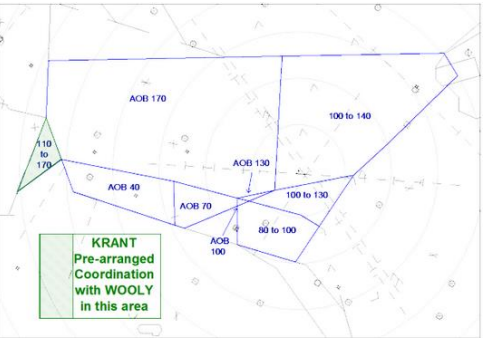 AOB 170
100 to 140
110
to
170
AOB 130
AOB 40
AOB 70
100 to 130
80 to 100
AOB
100
KRANT
Pre-arranged
Coordination
with WOOLY
in this area